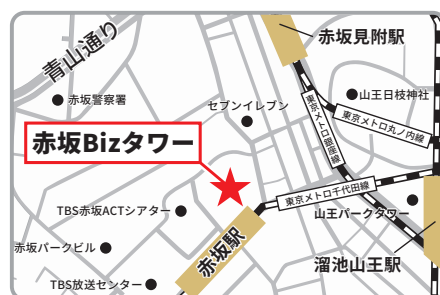 青山通り
赤坂見附駅
赤坂警察署
セブンイレブン
山王日枝神社
東京メトロ丸ノ内線
東京メトロ銀座線
赤坂Bizタワー
東京メトロ千代田線
TBS赤坂ACTシアター
山王パークタワー
赤坂駅
赤坂パークビル
溜池山王駅
TBS放送センター